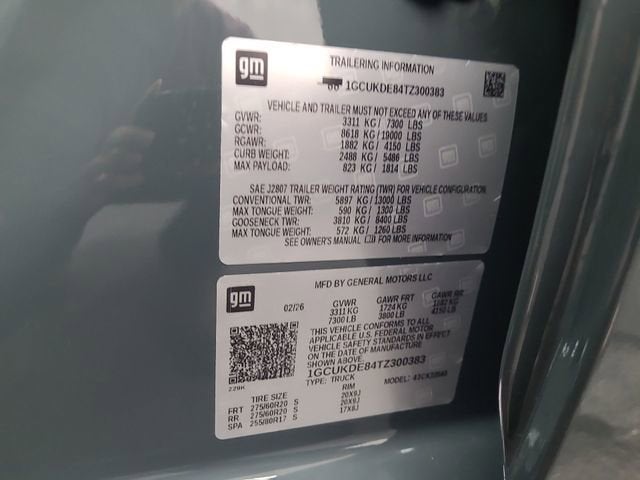 gm
TRAILERING INFORMATION
1GCUKDE84TZ300383
VEHICLE AND TRAILER MUST NOT EXCEED ANY OF THESE VALUES
GVWR: 3311 KG / 7300 LBS
GCWR: 8618 KG / 19000 LBS
RGAWR: 1882 KG / 4150 LBS
CURB WEIGHT: 2488 KG / 5486 LBS
MAX PAYLOAD: 823 KG / 1814 LBS
SAE J2807 TRAILER WEIGHT RATING (TWR) FOR VEHICLE CONFIGURATION.
CONVENTIONAL TWR: 5897 KG / 13000 LBS
MAX TONGUE WEIGHT: 590 KG / 1300 LBS
GOOSENECK TWR: 3810 KG / 8400 LBS
MAX TONGUE WEIGHT: 572 KG / 1260 LBS
SEE OWNER'S MANUAL FOR MORE INFORMATION
gm
MFD BY GENERAL MOTORS LLC
02/26 GVWR GAWR FRT GAWR RR
3311 KG 1724 KG 1882 KG
7300 LB 3800 LB 4150 LB
THIS VEHICLE CONFORMS TO ALL
APPLICABLE U.S. FEDERAL MOTOR
VEHICLE SAFETY STANDARDS IN EFFECT
ON THE DATE OF MANUFACTURE
SHOWN ABOVE.
1GCUKDE84TZ300383
229K TYPE: TRUCK MODEL:
TIRE SIZE RIM
FRT 275/60R20 S 20X9J
RR 275/60R20 S 20X9J
SPA 255/80R17 S 17X8J